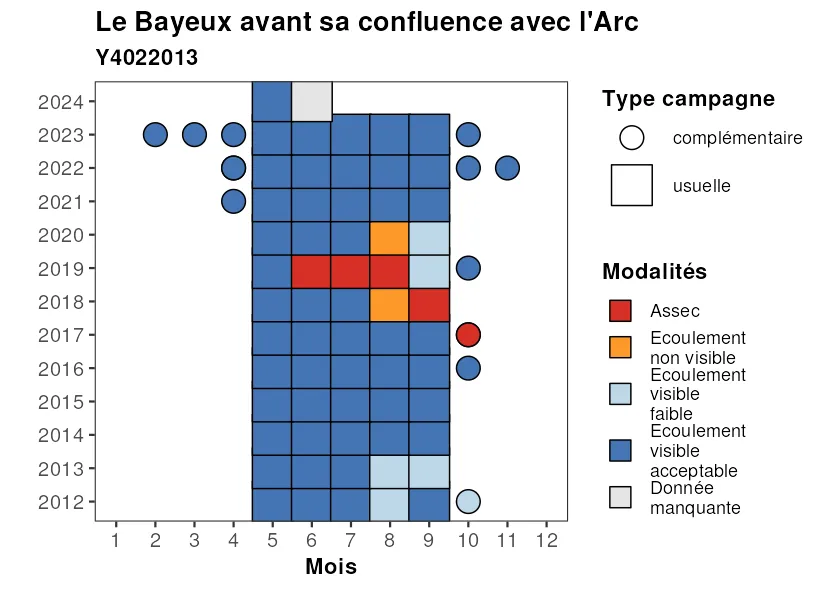 Le Bayeux avant sa confluence avec l'Arc
Y4022013
2024
2023
2022
2021
2020
2019
2018
2017
2016
2015
2014
2013
2012
1 2 3 4 5 6 7 8 9 10 11 12
Mois
Type campagne
complémentaire
usuelle
Modalités
Assec
Ecoulement
non visible
Ecoulement
visible
faible
Ecoulement
visible
acceptable
Donnée
manquante